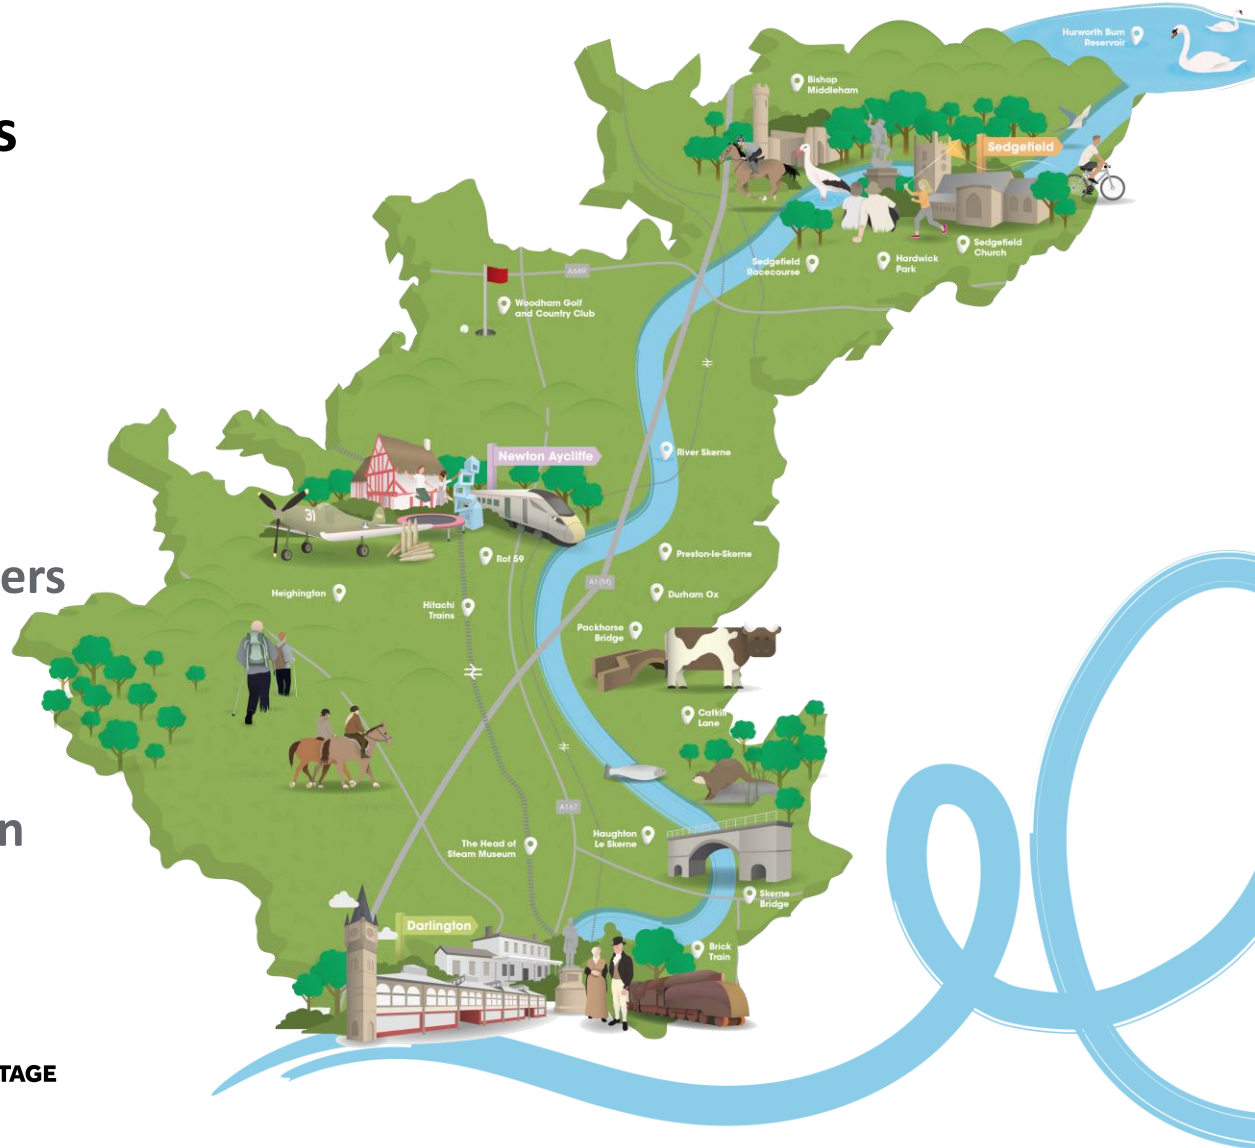 s
Hurworth Burn
Reservoir
Bishop
Middleham
Sedgefield
Sedgefield
Church
Hardwick
Park
Sedgefield
Racecourse
A689
Woodham Golf
and Country Club
River Skerne
Newton Aycliffe
31
Rof 59
Preston-le-Skerne
ers
Heighington
A1(M)
Durham Ox
Hitachi
Trains
Packhorse
Bridge
Catkill
Lane
A167
n
Haughton
Le Skerne
The Head of
Steam Museum
Skerne
Bridge
Darlington
Brick
Train
TAGE